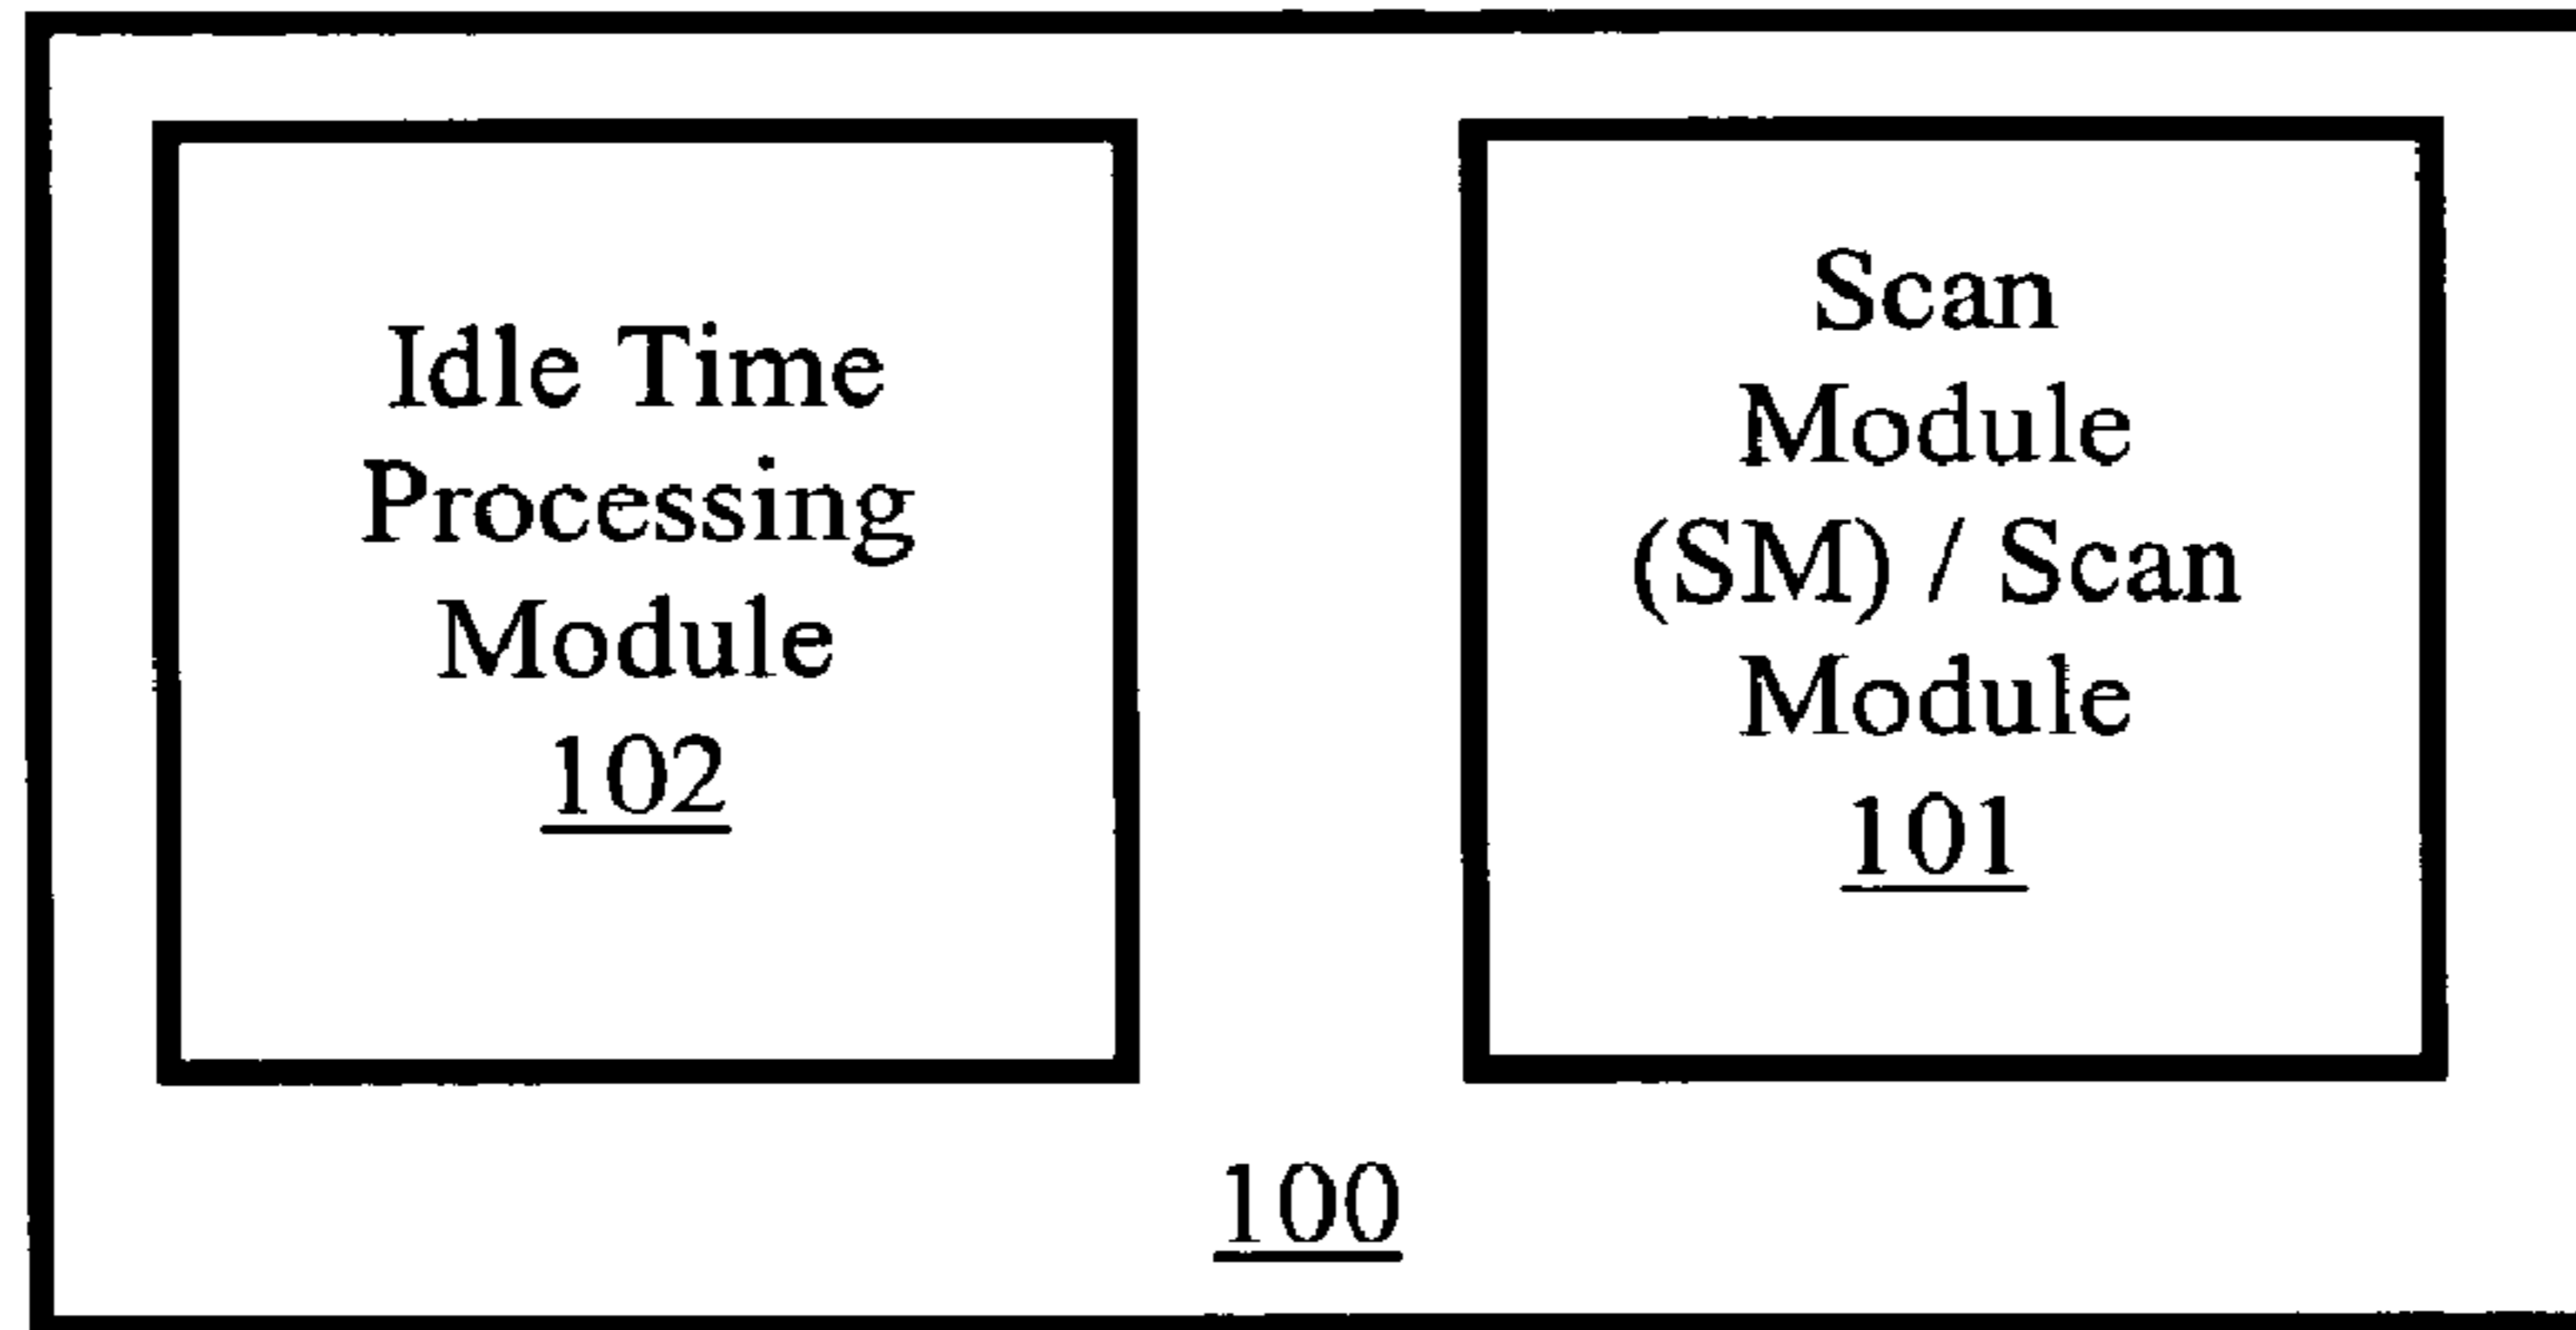 Idle Time
Processing
Module
102
Scan
Module
(SM) / Scan
Module
101
100